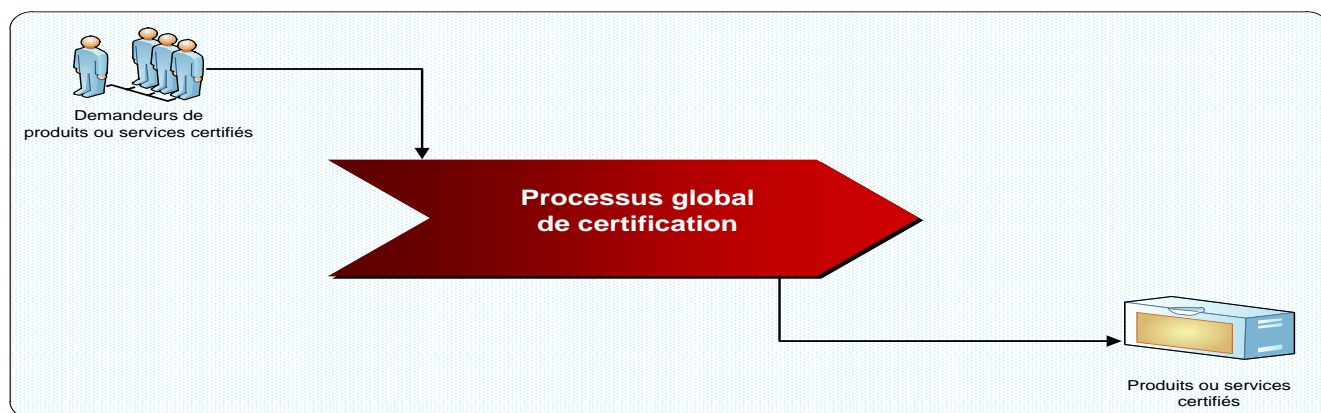 Demandeurs de
produits ou services certifiés
Processus global
de certification
Produits ou services
certifiés